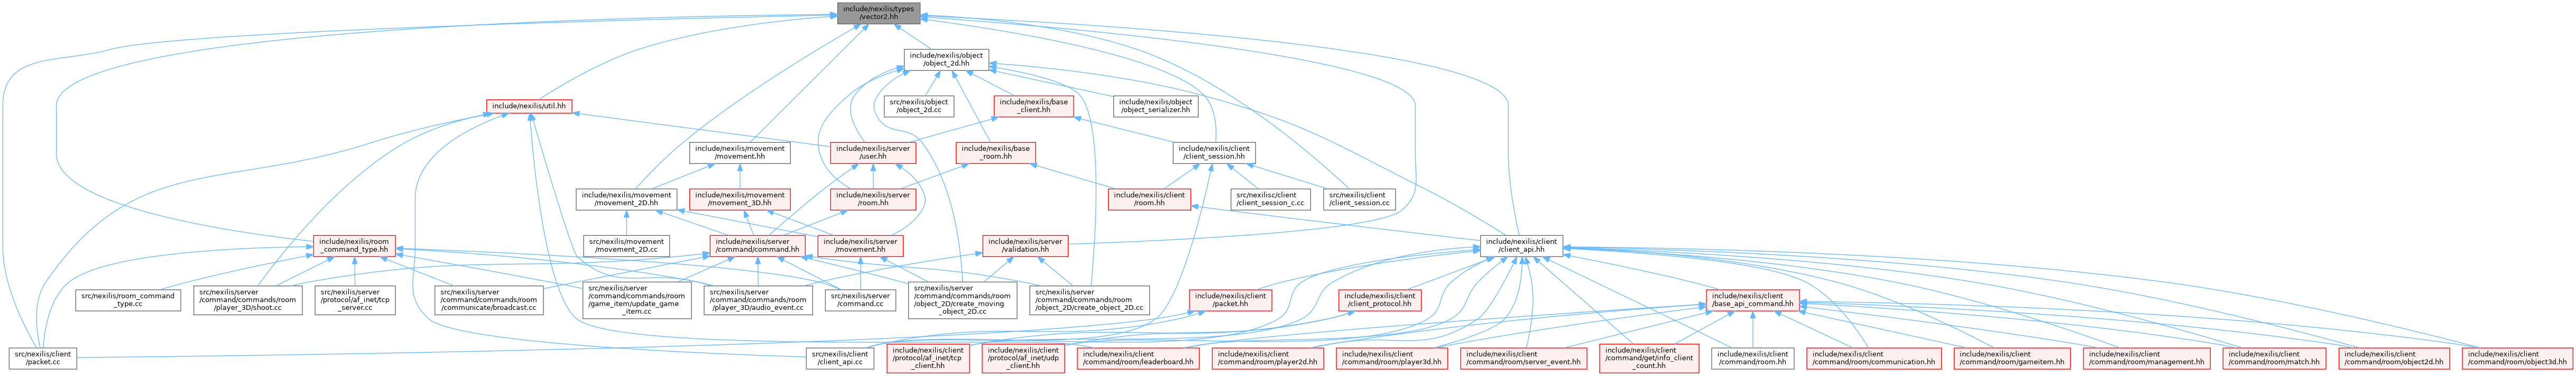 include/nexilis/types
/vector2.hh
include/nexilis/object
/object_2d.hh
include/nexilis/util.hh
src/nexilis/object
/object_2d.cc
include/nexilis/base
_client.hh
include/nexilis/object
/object_serializer.hh
include/nexilis/movement
/movement.hh
include/nexilis/server
/user.hh
include/nexilis/base
_room.hh
include/nexilis/client
/client_session.hh
include/nexilis/movement
/movement_2D.hh
include/nexilis/movement
/movement_3D.hh
include/nexilis/server
/room.hh
include/nexilis/client
/room.hh
src/nexilisc/client
/client_session_c.cc
src/nexilis/client
/client_session.cc
include/nexilis/room
_command_type.hh
src/nexilis/movement
/movement_2D.cc
include/nexilis/server
/command/command.hh
include/nexilis/server
/movement.hh
include/nexilis/server
/validation.hh
include/nexilis/client
/client_api.hh
src/nexilis/room_command
_type.cc
src/nexilis/server
/command/commands/room
/player_3D/shoot.cc
src/nexilis/server
/protocol/af_inet/tcp
_server.cc
src/nexilis/server
/command/commands/room
/communicate/broadcast.cc
src/nexilis/server
/command/commands/room
/game_item/update_game
_item.cc
src/nexilis/server
/command/commands/room
/player_3D/audio_event.cc
src/nexilis/server
/command.cc
src/nexilis/server
/command/commands/room
/object_2D/create_moving
_object_2D.cc
src/nexilis/server
/command/commands/room
/object_2D/create_object_2D.cc
include/nexilis/client
/packet.hh
include/nexilis/client
/client_protocol.hh
include/nexilis/client
/base_api_command.hh
src/nexilis/client
/packet.cc
src/nexilis/client
/client_api.cc
include/nexilis/client
/protocol/af_inet/tcp
_client.hh
include/nexilis/client
/protocol/af_inet/udp
_client.hh
include/nexilis/client
/command/room/leaderboard.hh
include/nexilis/client
/command/room/player2d.hh
include/nexilis/client
/command/room/player3d.hh
include/nexilis/client
/command/room/server_event.hh
include/nexilis/client
/command/get/info_client
_count.hh
include/nexilis/client
/command/room.hh
include/nexilis/client
/command/room/communication.hh
include/nexilis/client
/command/room/gameitem.hh
include/nexilis/client
/command/room/management.hh
include/nexilis/client
/command/room/match.hh
include/nexilis/client
/command/room/object2d.hh
include/nexilis/client
/command/room/object3d.hh